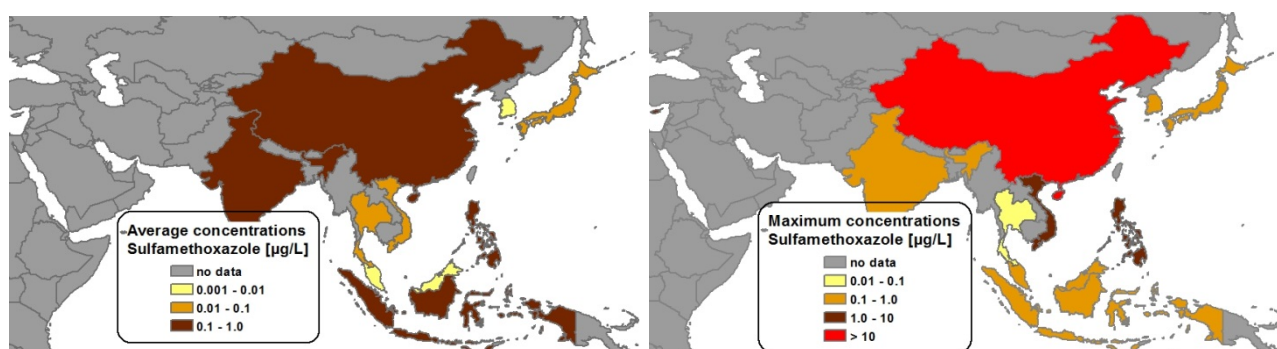 Average concentrations
Sulfamethoxazole [µg/L]
no data
0.001 - 0.01
0.01 - 0.1
0.1 - 1.0
Maximum concentrations
Sulfamethoxazole [µg/L]
no data
0.01 - 0.1
0.1 - 1.0
1.0 - 10
> 10